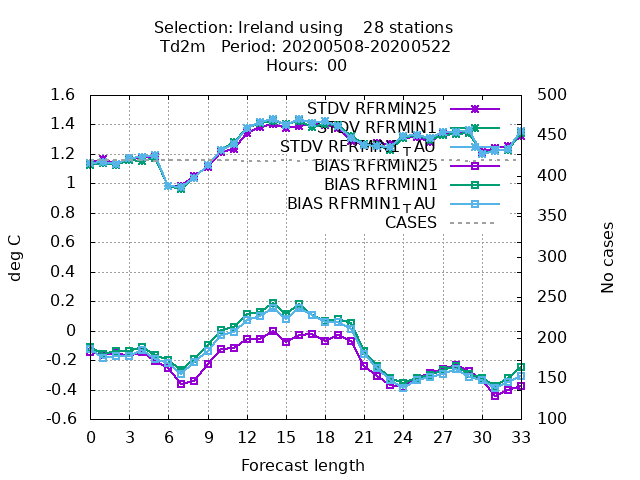 Selection: Ireland using    28 stations
Td2m   Period: 20200508-20200522
Hours:  00
1.6
1.4
1.2
1
0.8
0.6
0.4
0.2
0
-0.2
-0.4
-0.6
500
450
400
350
300
250
200
150
100
STDV RFRMIN25
STDV RFRMIN1
STDV RFRMIN1TAU
BIAS RFRMIN25
BIAS RFRMIN1
BIAS RFRMIN1TAU
CASES
deg C
No cases
0 3 6 9 12 15 18 21 24 27 30 33
Forecast length